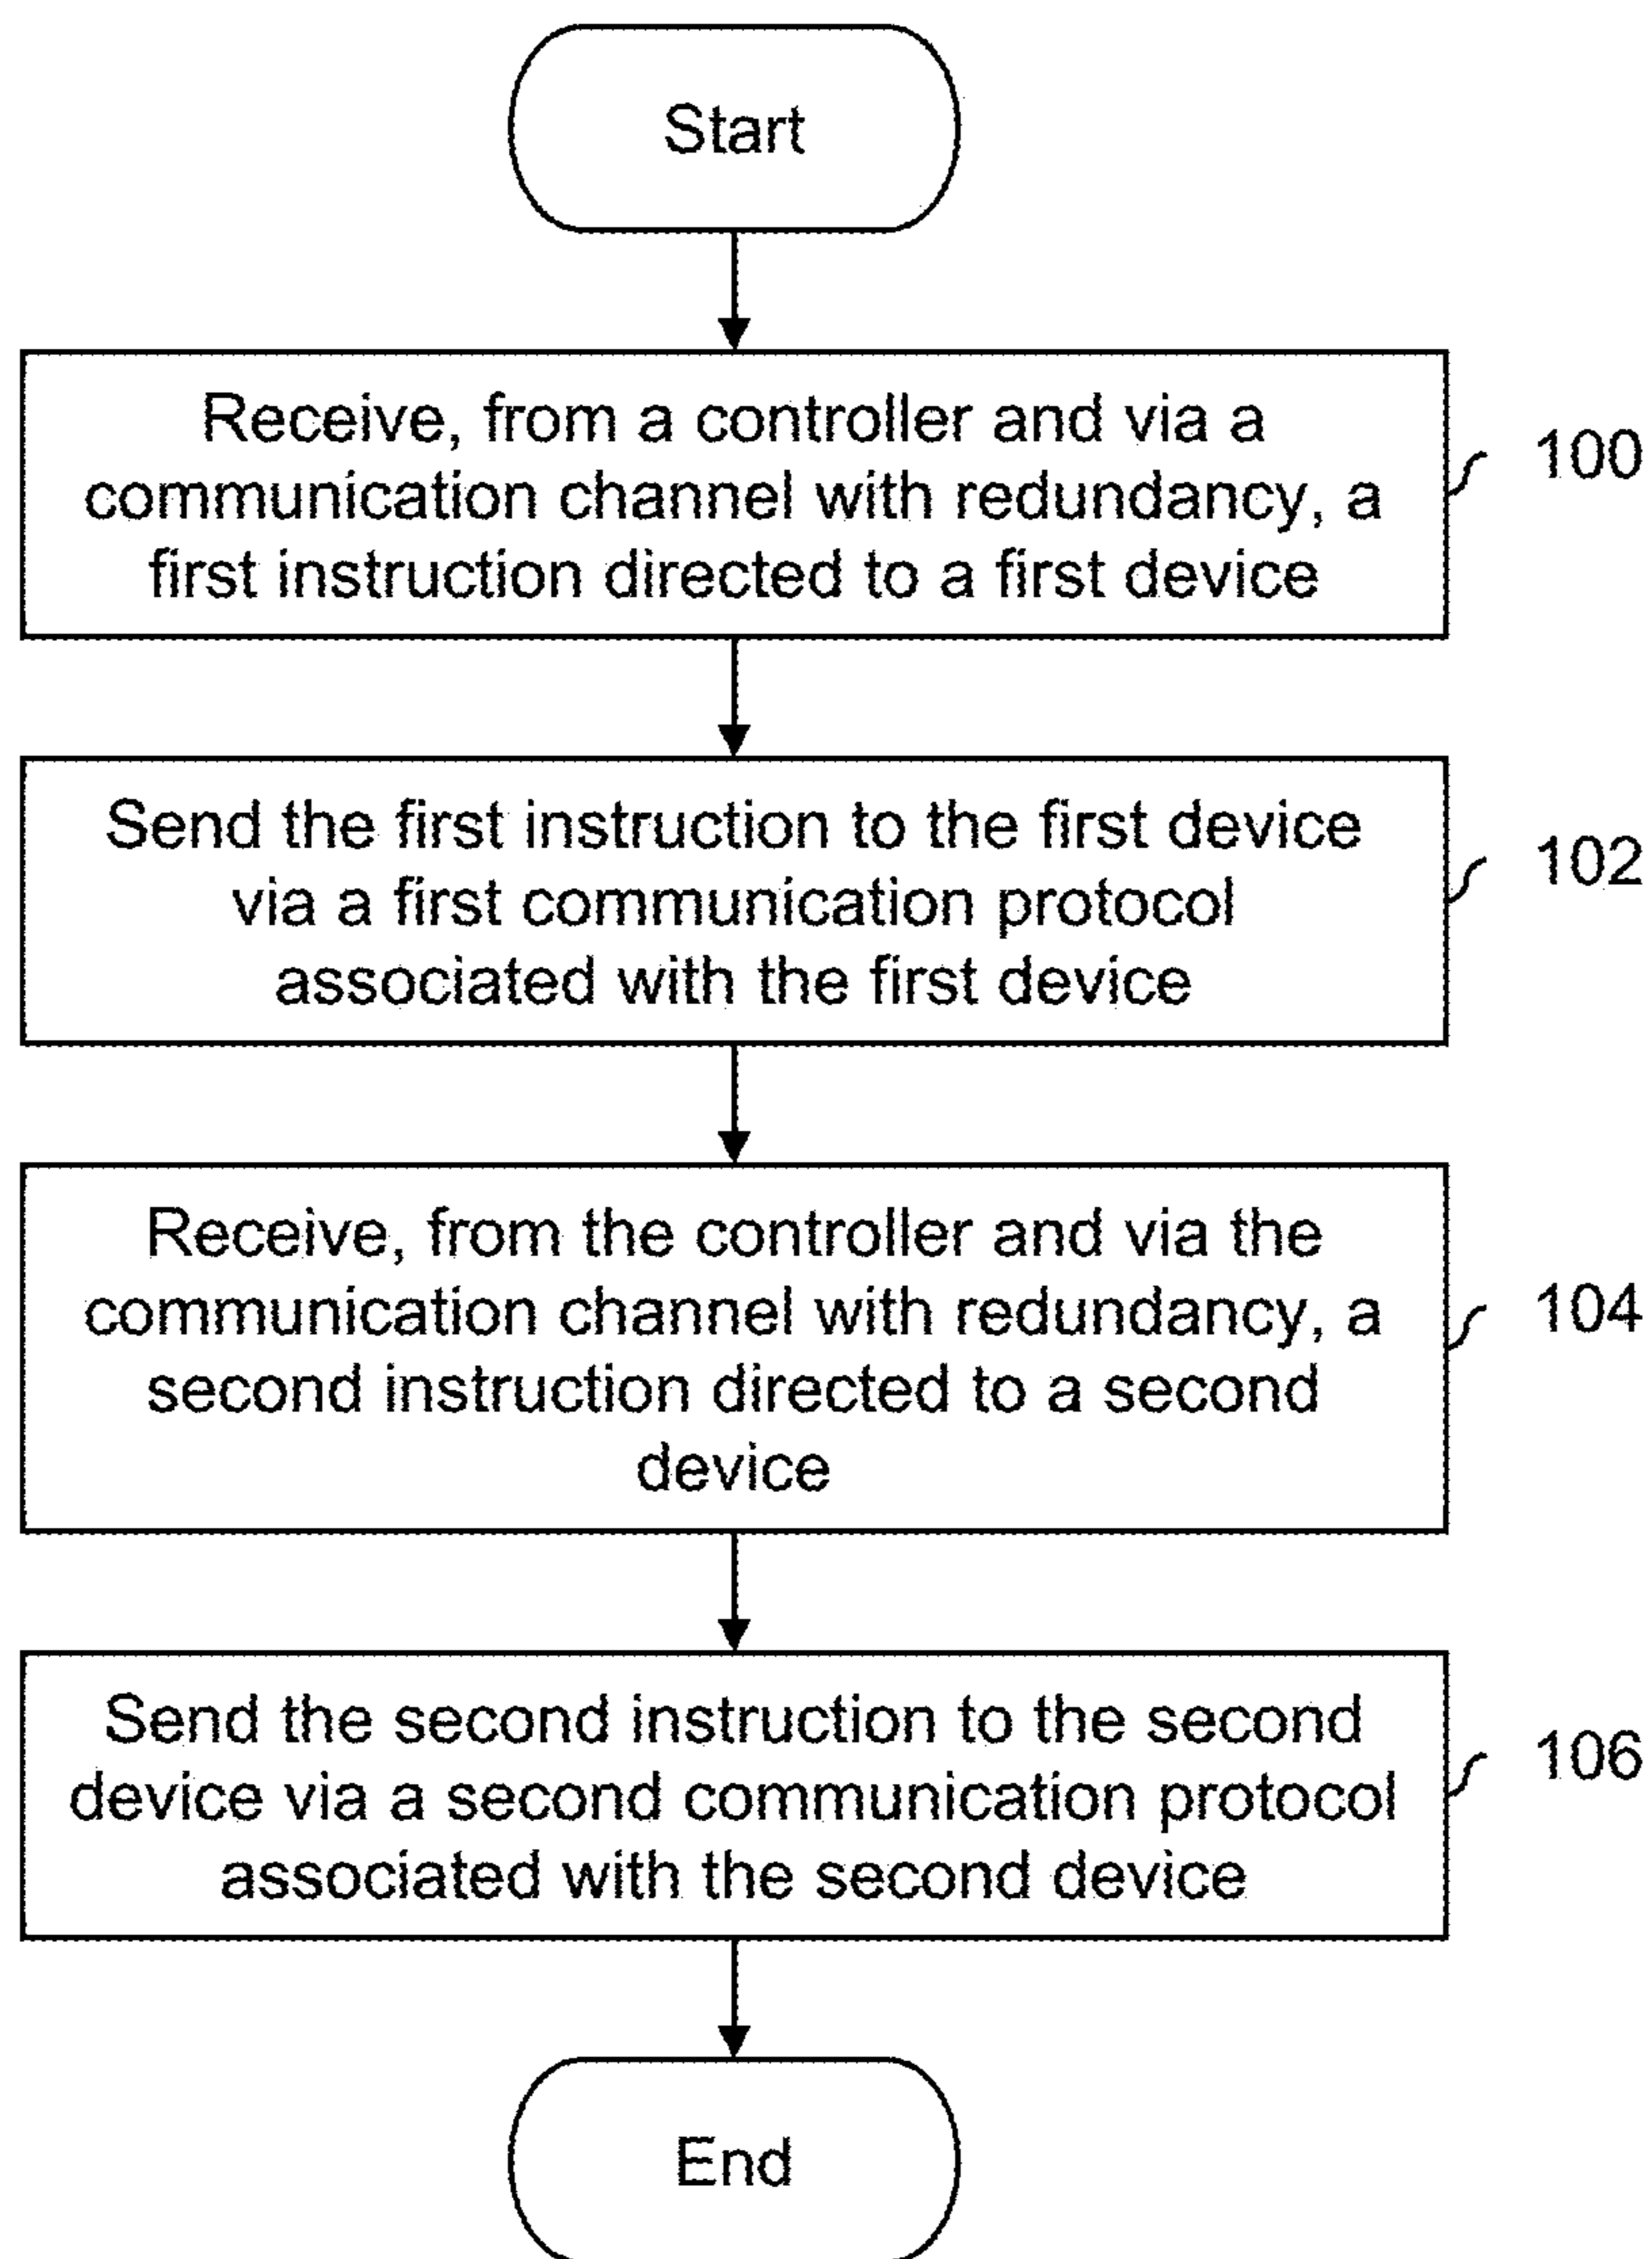 Start
Receive, from a controller and via a
communication channel with redundancy, a
first instruction directed to a first device
100
Send the first instruction to the first device
via a first communication protocol
associated with the first device
102
Receive, from the controller and via the
communication channel with redundancy, a
second instruction directed to a second
device
104
Send the second instruction to the second
device via a second communication protocol
associated with the second device
106
End